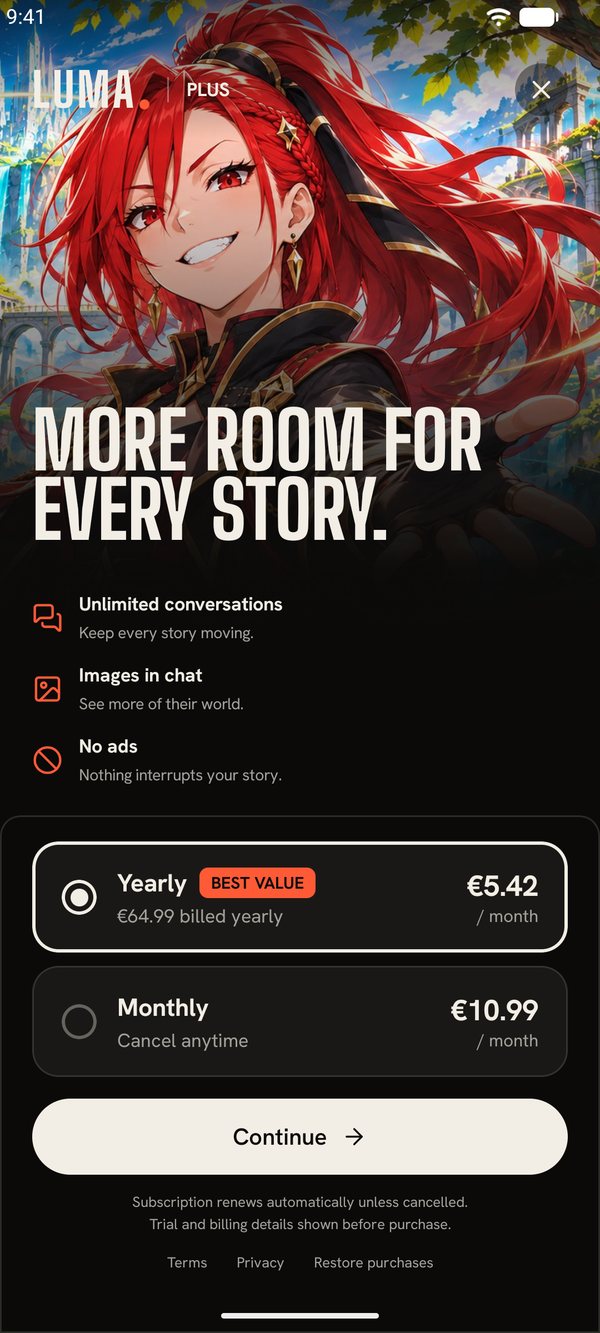 9:41
LUMA. PLUS
MORE ROOM FOR
EVERY STORY.
Unlimited conversations
Keep every story moving.
Images in chat
See more of their world.
No ads
Nothing interrupts your story.
Yearly BEST VALUE €5.42
€64.99 billed yearly / month
Monthly €10.99
Cancel anytime / month
Continue →
Subscription renews automatically unless cancelled.
Trial and billing details shown before purchase.
Terms Privacy Restore purchases